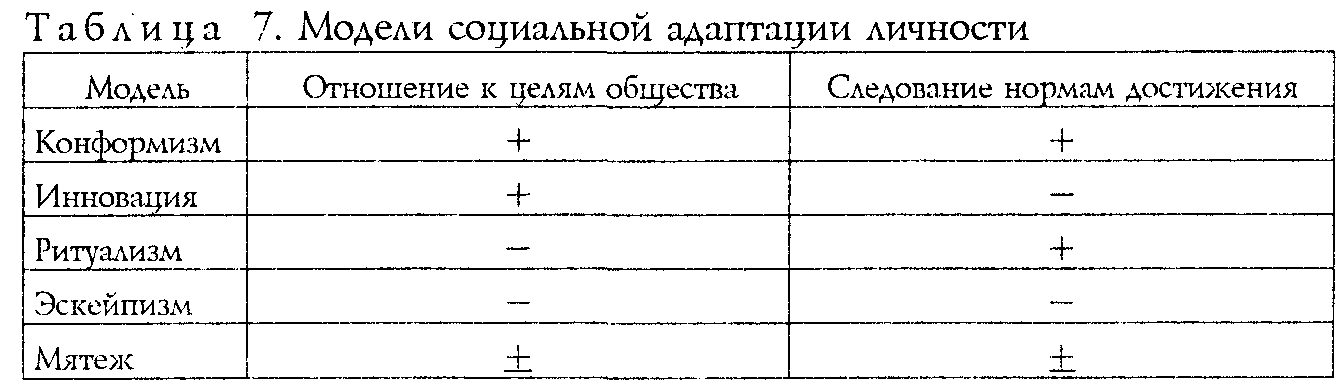 Таблица 7. Модели социальной адаптации личности
Модель Отношение к целям общества Следование нормам достижения
Конформизм + +
Инновация + −
Ритуализм − +
Эскейпизм − −
Мятеж ± ±